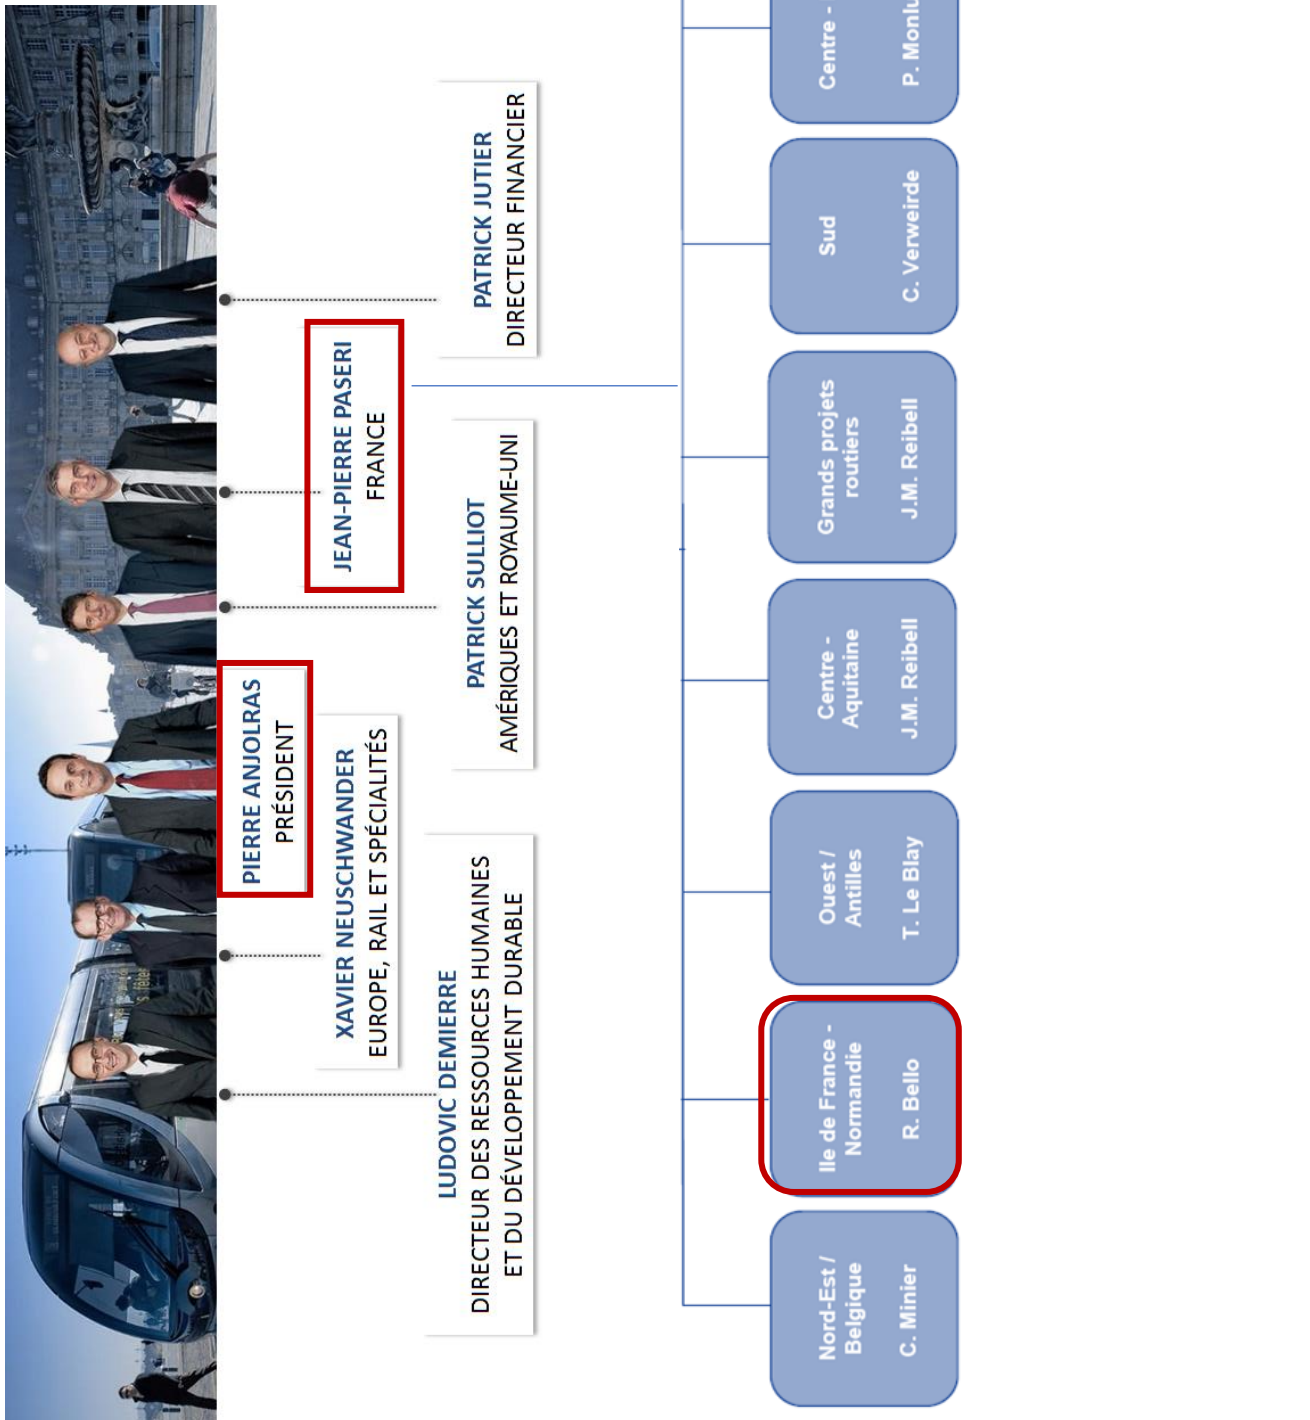 PIERRE ANJOLRAS
PRÉSIDENT
XAVIER NEUSCHWANDER
EUROPE, RAIL ET SPÉCIALITÉS
JEAN-PIERRE PASERI
FRANCE
LUDOVIC DEMIERRE
DIRECTEUR DES RESSOURCES HUMAINES
ET DU DÉVELOPPEMENT DURABLE
PATRICK SULLIOT
AMÉRIQUES ET ROYAUME-UNI
PATRICK JUTIER
DIRECTEUR FINANCIER
Nord-Est /
Belgique
C. Minier
Ile de France -
Normandie
R. Bello
Ouest /
Antilles
T. Le Blay
Centre -
Aquitaine
J.M. Reibell
Grands projets
routiers
J.M. Reibell
Sud
C. Verweirde
Centre -
P. Monlu